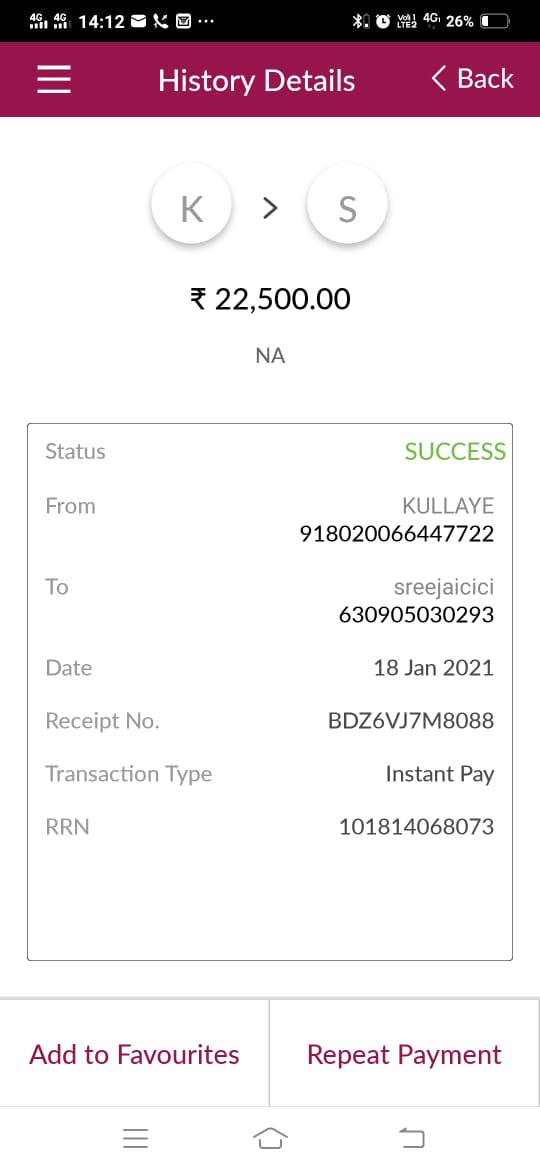 4G 4G 14:12 ... VoLTE2 4G 26%
History Details < Back
K > S
₹ 22,500.00
NA
Status SUCCESS
From KULLAYE
918020066447722
To sreejaicici
630905030293
Date 18 Jan 2021
Receipt No. BDZ6VJ7M8088
Transaction Type Instant Pay
RRN 101814068073
Add to Favourites Repeat Payment